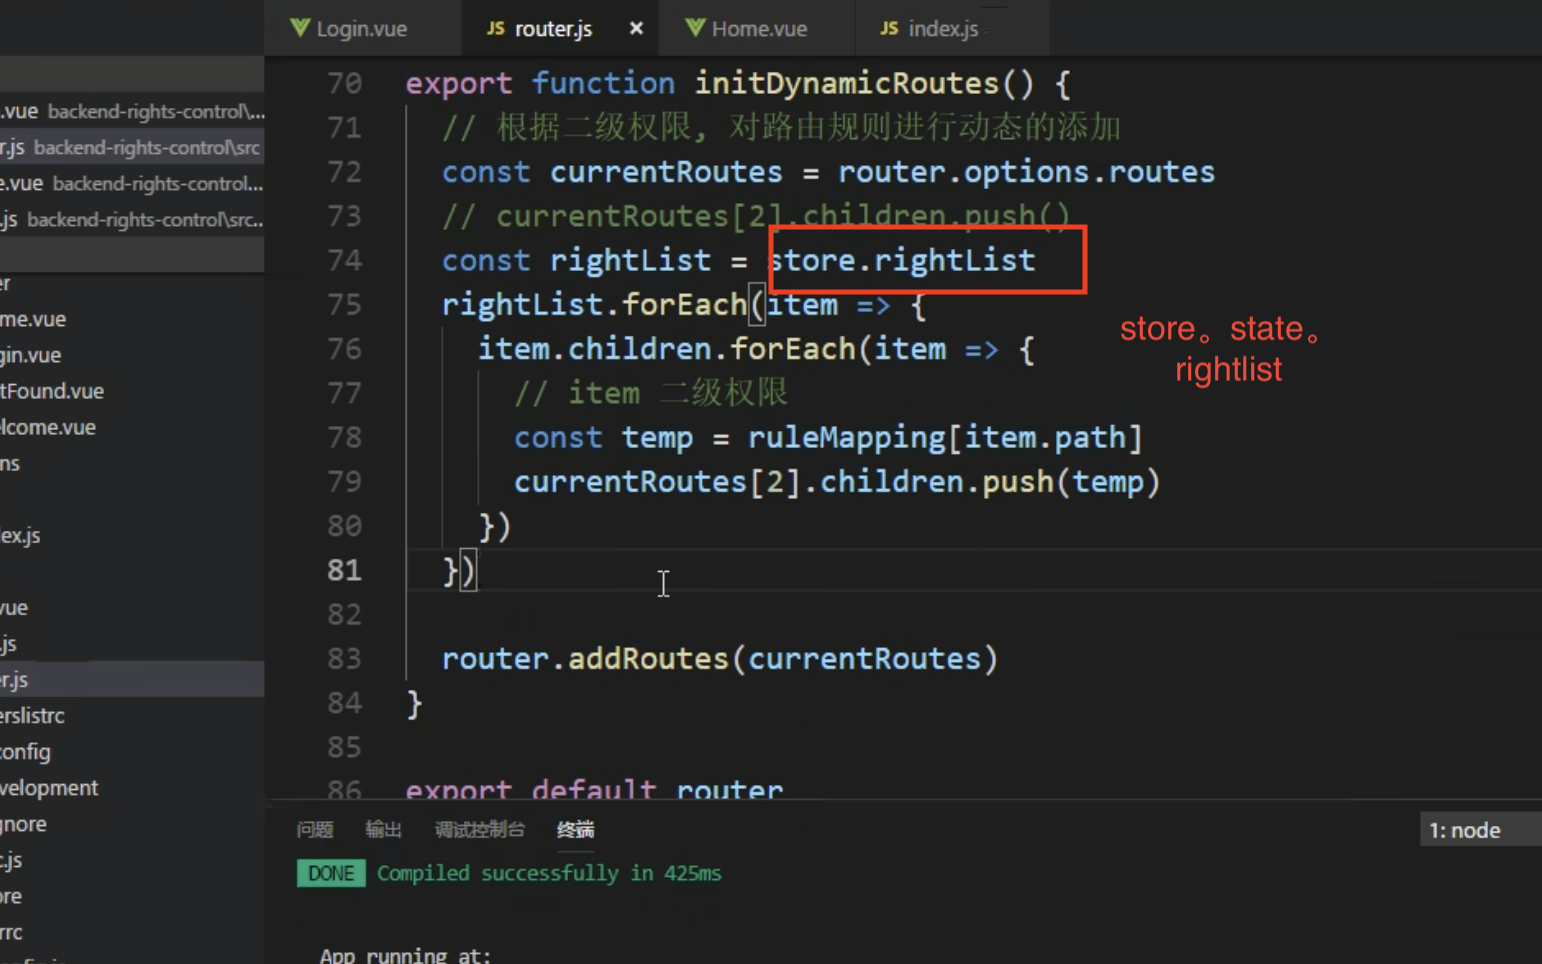 Login.vue
JS router.js ×
Home.vue
JS index.js
.vue backend-rights-control\...
r.js backend-rights-control\src
e.vue backend-rights-control...
.js backend-rights-control\src...
er
me.vue
gin.vue
tFound.vue
lcome.vue
ns
lex.js
vue
.js
er.js
erslistrc
config
velopment
gnore
c.js
ore
rrc
70 export function initDynamicRoutes() {
71 // 根据二级权限, 对路由规则进行动态的添加
72 const currentRoutes = router.options.routes
73 // currentRoutes[2].children.push()
74 const rightList = store.rightList
75 rightList.forEach(item => {
76 item.children.forEach(item => {
77 // item 二级权限
78 const temp = ruleMapping[item.path]
79 currentRoutes[2].children.push(temp)
80 })
81 })
82
83 router.addRoutes(currentRoutes)
84 }
85
86 export default router
store。state。
rightlist
问题 输出 调试控制台 终端
1: node
DONE Compiled successfully in 425ms
App running at: